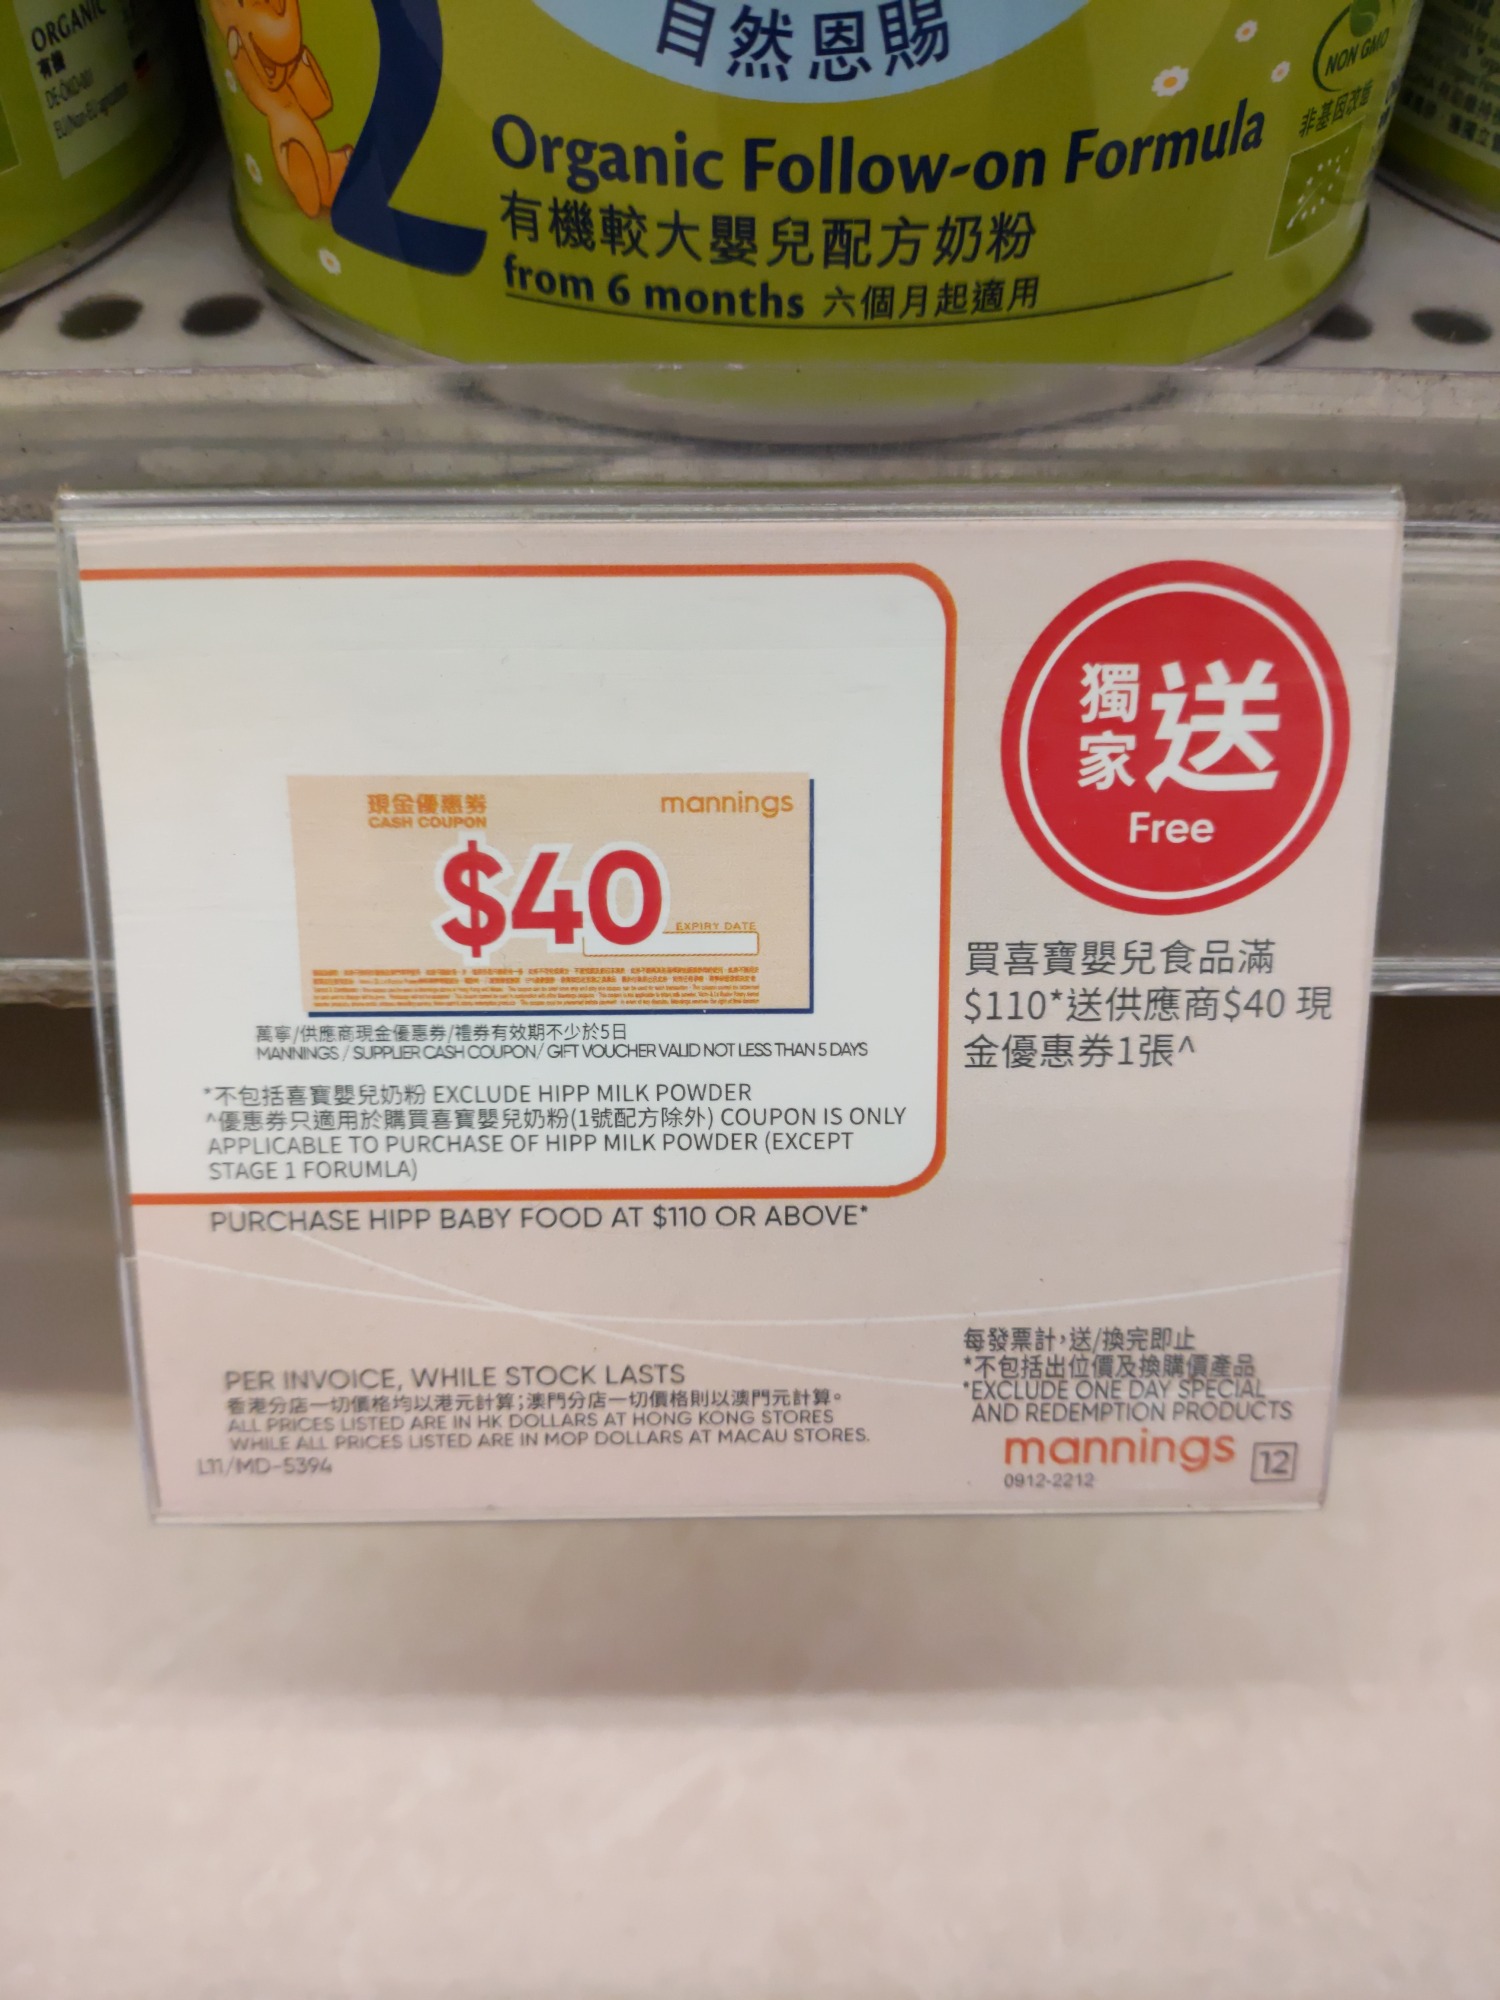 ORGANIC
有機
DE-ÖKO-001
EU/Non-EU agriculture
2
自然恩賜
NON GMO
非基因改造
Organic Follow-on Formula
有機較大嬰兒配方奶粉
from 6 months 六個月起適用
獨家送
Free
現金優惠券
CASH COUPON
mannings
$40
EXPIRY DATE
萬寧/供應商現金優惠券/禮券有效期不少於5日
MANNINGS / SUPPLIER CASH COUPON/ GIFT VOUCHER VALID NOT LESS THAN 5 DAYS
*不包括喜寶嬰兒奶粉 EXCLUDE HIPP MILK POWDER
^優惠券只適用於購買喜寶嬰兒奶粉(1號配方除外) COUPON IS ONLY
APPLICABLE TO PURCHASE OF HIPP MILK POWDER (EXCEPT
STAGE 1 FORUMLA)
買喜寶嬰兒食品滿
$110*送供應商$40 現
金優惠券1張^
PURCHASE HIPP BABY FOOD AT $110 OR ABOVE*
PER INVOICE, WHILE STOCK LASTS
香港分店一切價格均以港元計算;澳門分店一切價格則以澳門元計算。
ALL PRICES LISTED ARE IN HK DOLLARS AT HONG KONG STORES
WHILE ALL PRICES LISTED ARE IN MOP DOLLARS AT MACAU STORES.
L11/MD-5394
每發票計,送/換完即止
*不包括出位價及換購價產品
*EXCLUDE ONE DAY SPECIAL
AND REDEMPTION PRODUCTS
mannings
12
0912-2212